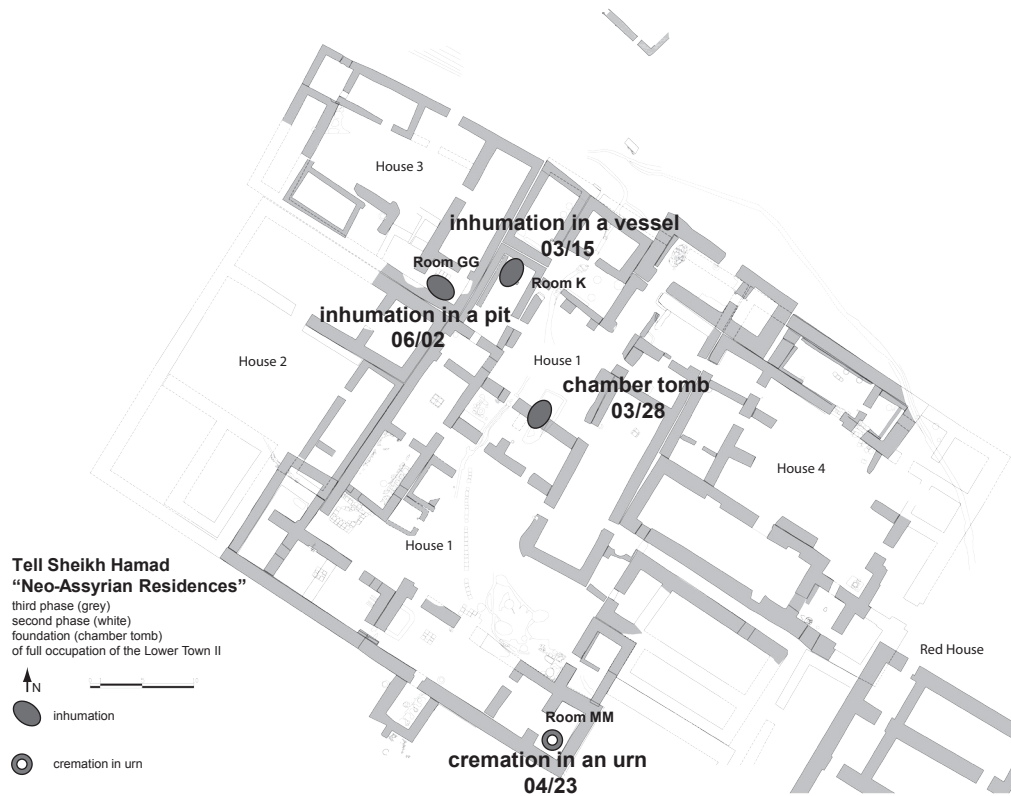 House 3
inhumation in a vessel
03/15
Room GG
Room K
inhumation in a pit
06/02
House 2
House 1
chamber tomb
03/28
House 4
House 1
Tell Sheikh Hamad
“Neo-Assyrian Residences”
third phase (grey)
second phase (white)
foundation (chamber tomb)
of full occupation of the Lower Town II
N
inhumation
cremation in urn
Red House
Room MM
cremation in an urn
04/23